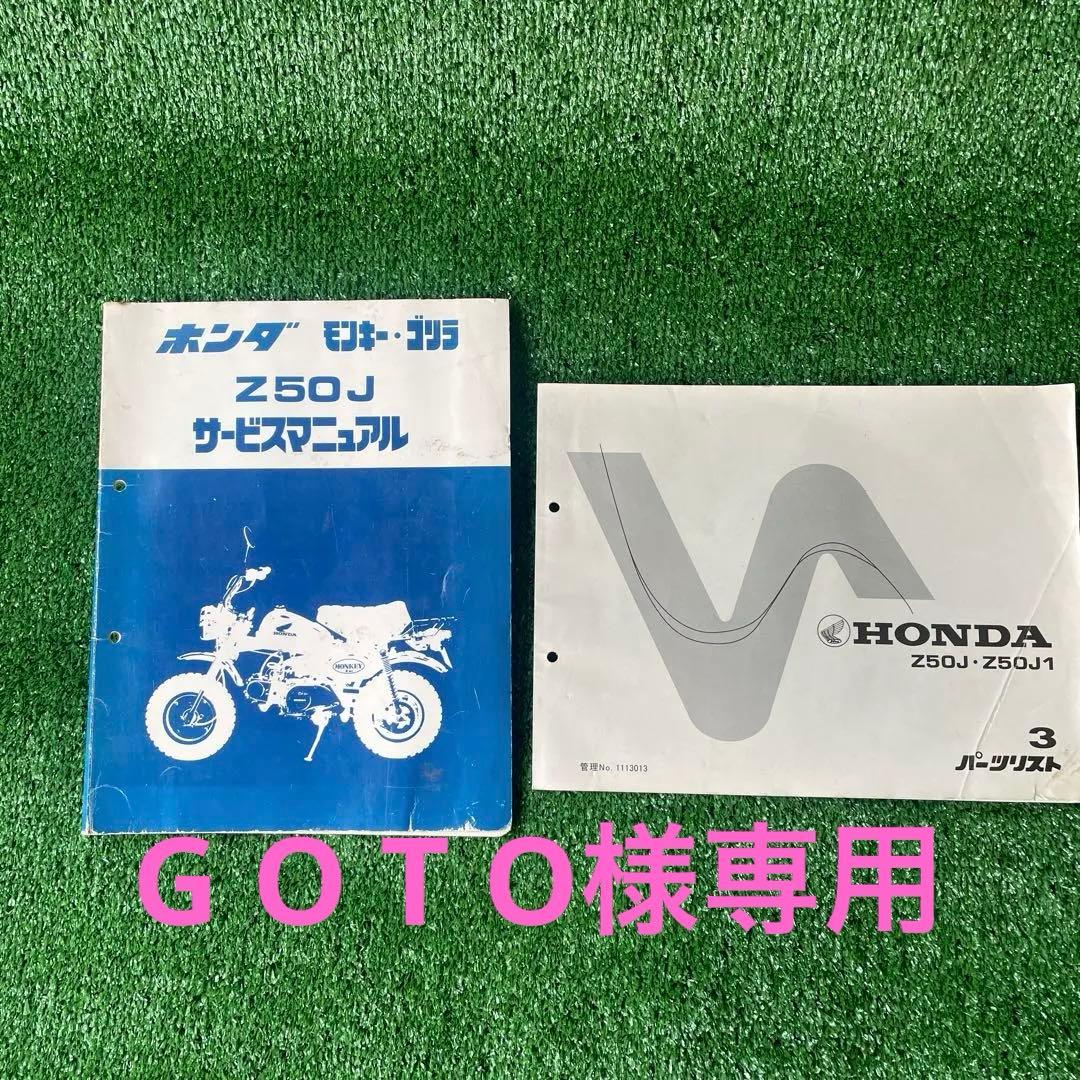 ホンダ モンキー・ゴリラ
Z50J
サービスマニュアル
HONDA
MONKEY
HONDA
Z50J・Z50J1
3
パーツリスト
管理No. 1113013
GOTO様専用